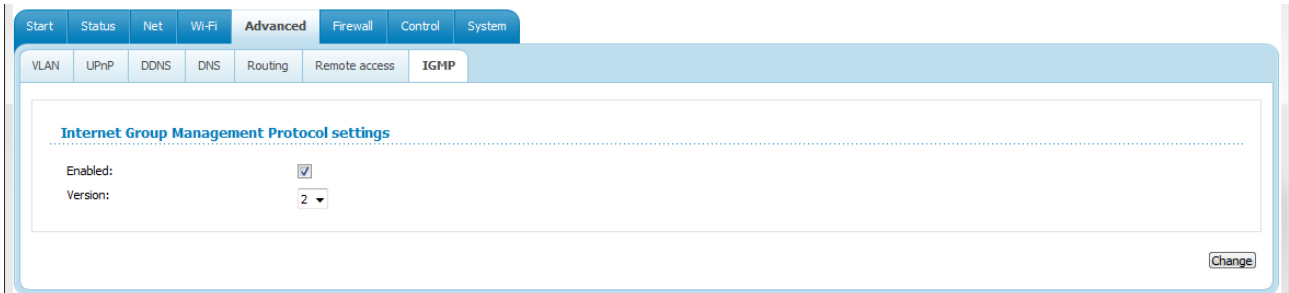 Start Status Net Wi-Fi Advanced Firewall Control System
VLAN UPnP DDNS DNS Routing Remote access IGMP
Internet Group Management Protocol settings
Enabled:
Version: 2
Change